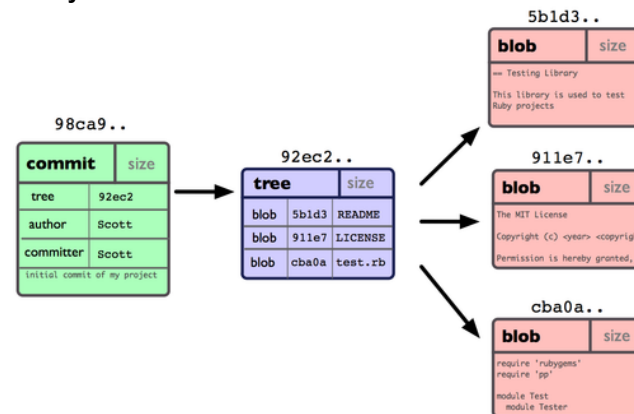 98ca9..
commit size
tree 92ec2
author Scott
committer Scott
initial commit of my project
92ec2..
tree size
blob 5b1d3 README
blob 911e7 LICENSE
blob cba0a test.rb
5b1d3..
blob size
== Testing Library
This library is used to test
Ruby projects
911e7..
blob size
The MIT License
Copyright (c) <year> <copyrig
Permission is hereby granted,
cba0a..
blob size
require 'rubygems'
require 'pp'
module Test
module Tester